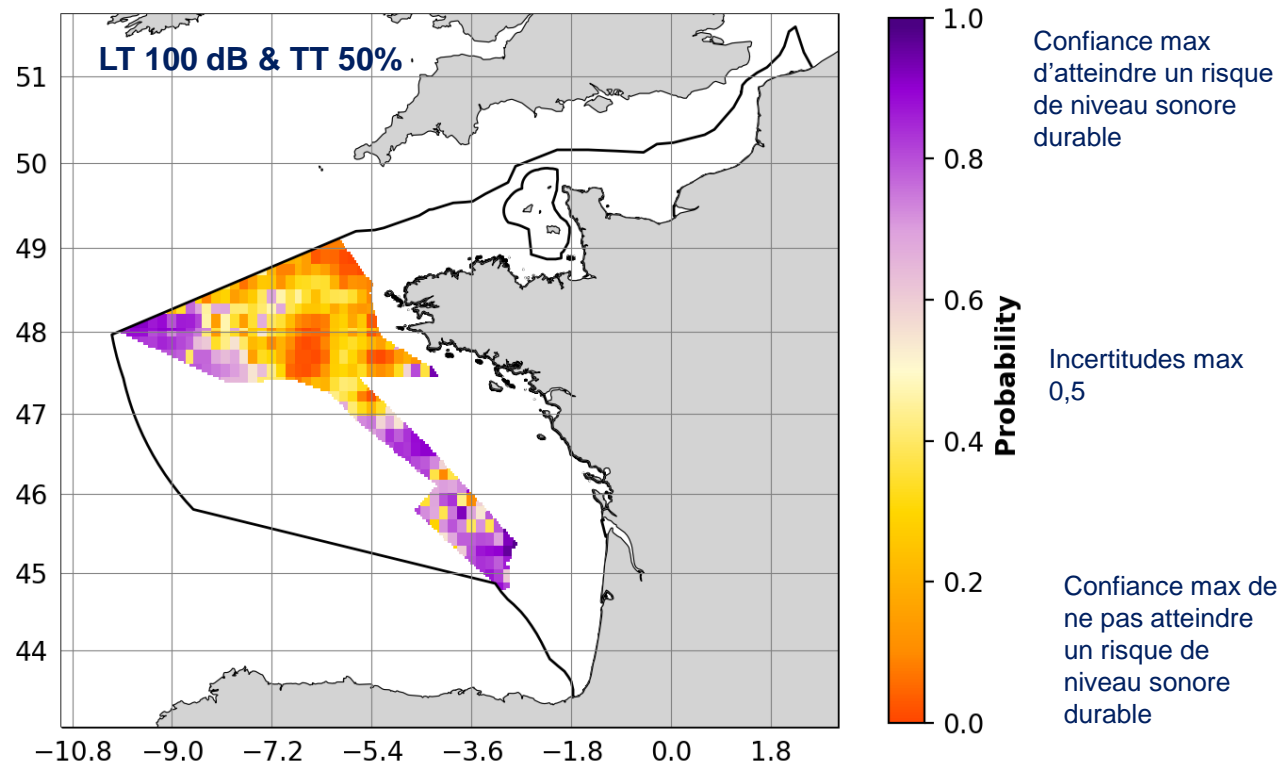 LT 100 dB & TT 50%
51
50
49
48
47
46
45
44
−10.8 −9.0 −7.2 −5.4 −3.6 −1.8 0.0 1.8
1.0
0.8
0.6
0.4
0.2
0.0
Probability
Confiance max
d’atteindre un risque
de niveau sonore
durable
Incertitudes max
0,5
Confiance max de
ne pas atteindre
un risque de
niveau sonore
durable